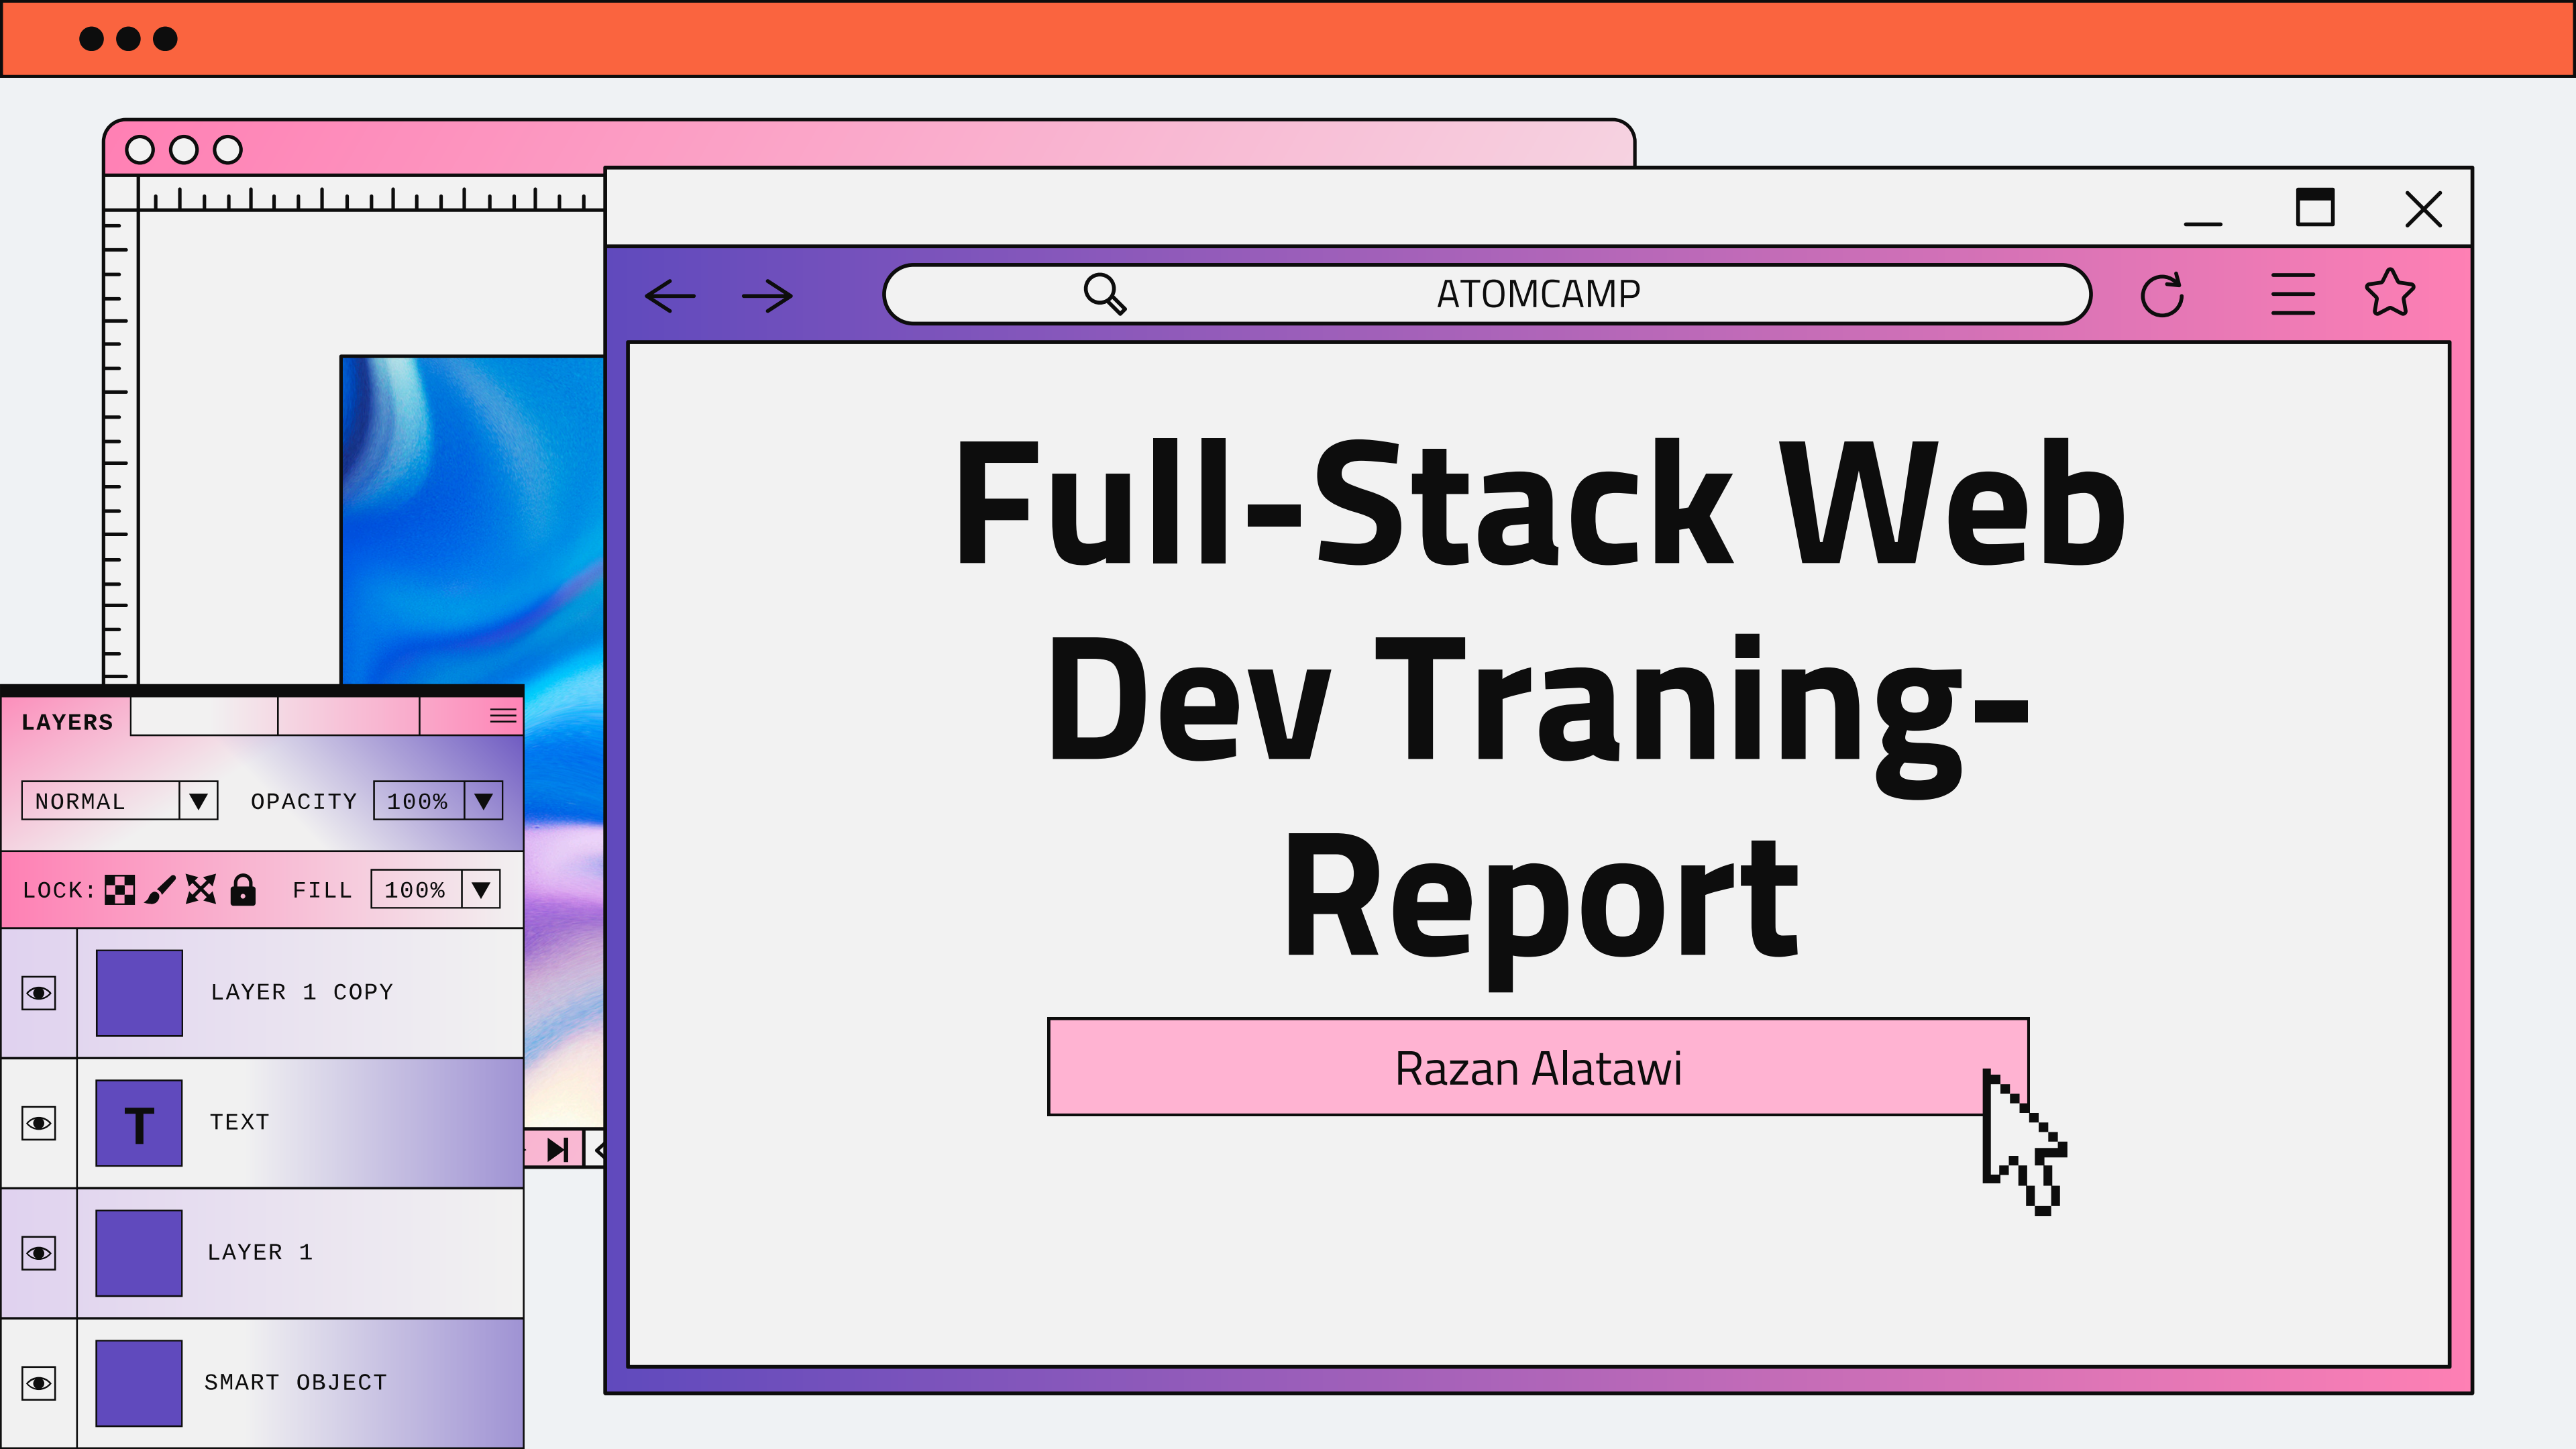 ATOMCAMP
Full-Stack Web
Dev Traning-
Report
Razan Alatawi
LAYERS
NORMAL OPACITY 100%
LOCK: FILL 100%
LAYER 1 COPY
T TEXT
LAYER 1
SMART OBJECT